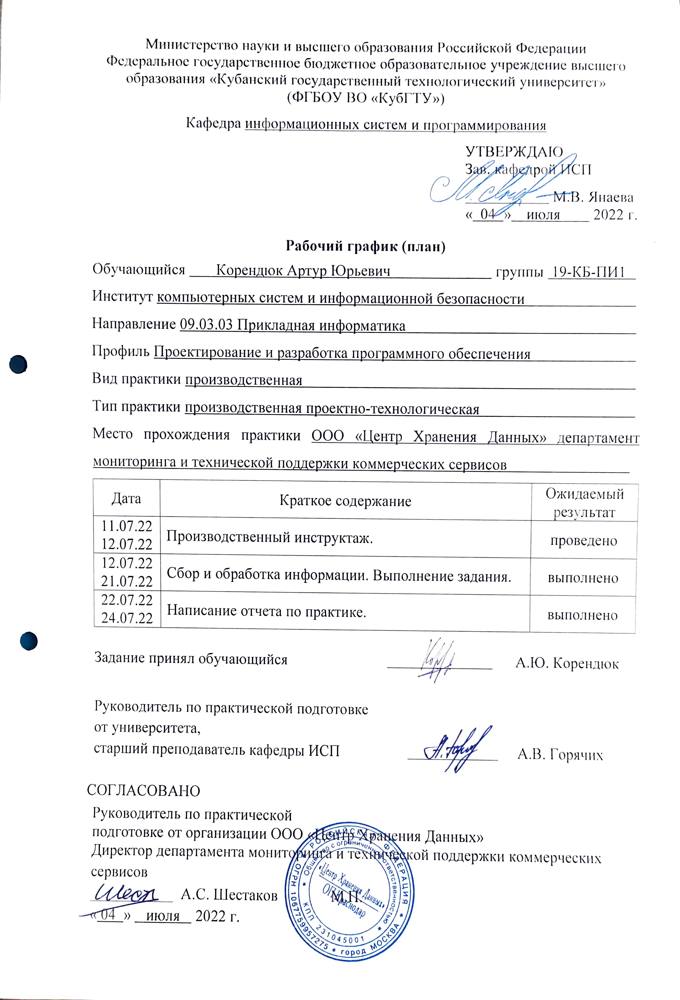 Министерство науки и высшего образования Российской Федерации
Федеральное государственное бюджетное образовательное учреждение высшего
образования «Кубанский государственный технологический университет»
(ФГБОУ ВО «КубГТУ»)
Кафедра информационных систем и программирования
УТВЕРЖДАЮ
Зав. кафедрой ИСП
М.В. Янаева
« 04 » июля 2022 г.
Рабочий график (план)
Обучающийся Корендюк Артур Юрьевич группы 19-КБ-ПИ1
Институт компьютерных систем и информационной безопасности
Направление 09.03.03 Прикладная информатика
Профиль Проектирование и разработка программного обеспечения
Вид практики производственная
Тип практики производственная проектно-технологическая
Место прохождения практики ООО «Центр Хранения Данных» департамент
мониторинга и технической поддержки коммерческих сервисов
Дата Краткое содержание Ожидаемый результат
11.07.22
12.07.22 Производственный инструктаж. проведено
12.07.22
21.07.22 Сбор и обработка информации. Выполнение задания. выполнено
22.07.22
24.07.22 Написание отчета по практике. выполнено
Задание принял обучающийся А.Ю. Корендюк
Руководитель по практической подготовке
от университета,
старший преподаватель кафедры ИСП А.В. Горячих
СОГЛАСОВАНО
Руководитель по практической
подготовке от организации ООО «Центр Хранения Данных»
Директор департамента мониторинга и технической поддержки коммерческих
сервисов
А.С. Шестаков М.П.
« 04 » июля 2022 г.
РОССИЙСКАЯ ФЕДЕРАЦИЯ * город МОСКВА * ОГРН 1067759957275
* Общество с ограниченной ответственностью *
КПП 231045001
«Центр Хранения Данных»
ОП Краснодар